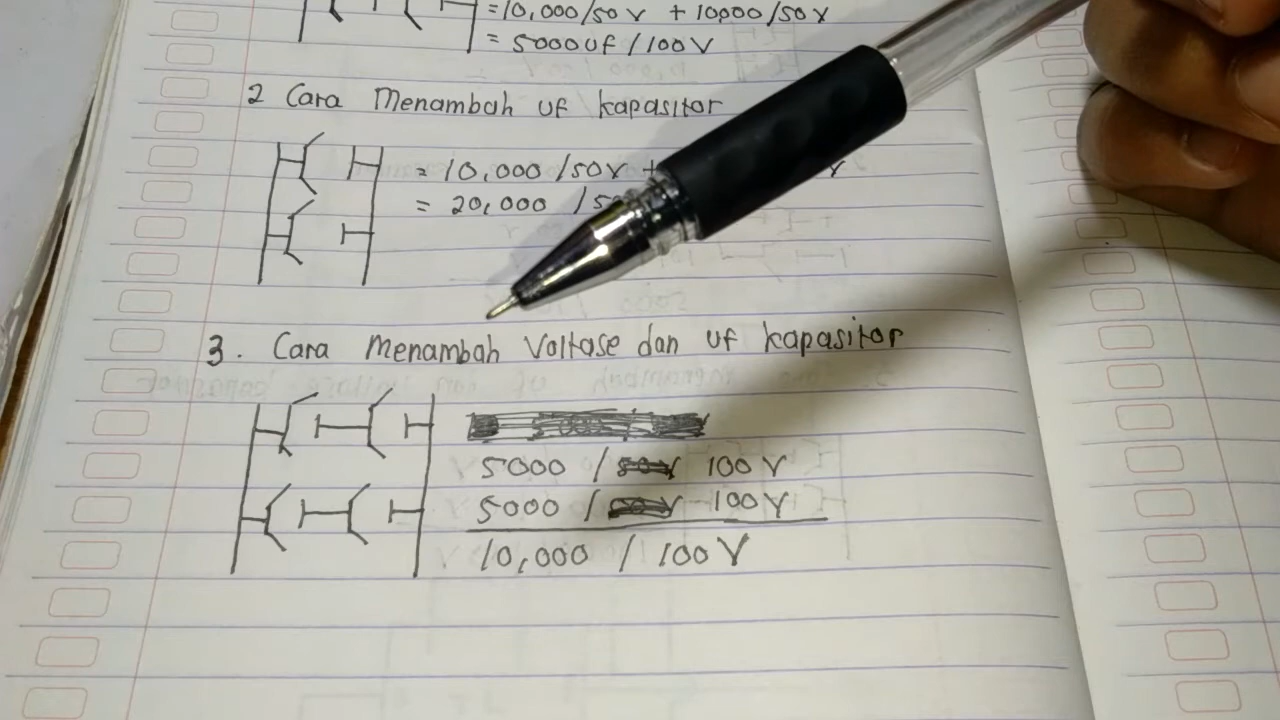 =10,000/50V + 10000/50V
= 5000UF/100V
2 Cara Menambah UF kapasitor
= 10,000/50V +
= 20,000 /5
3. Cara Menambah Voltase dan UF kapasitor
5000 / 100V
5000 / 100V
10,000 / 100V